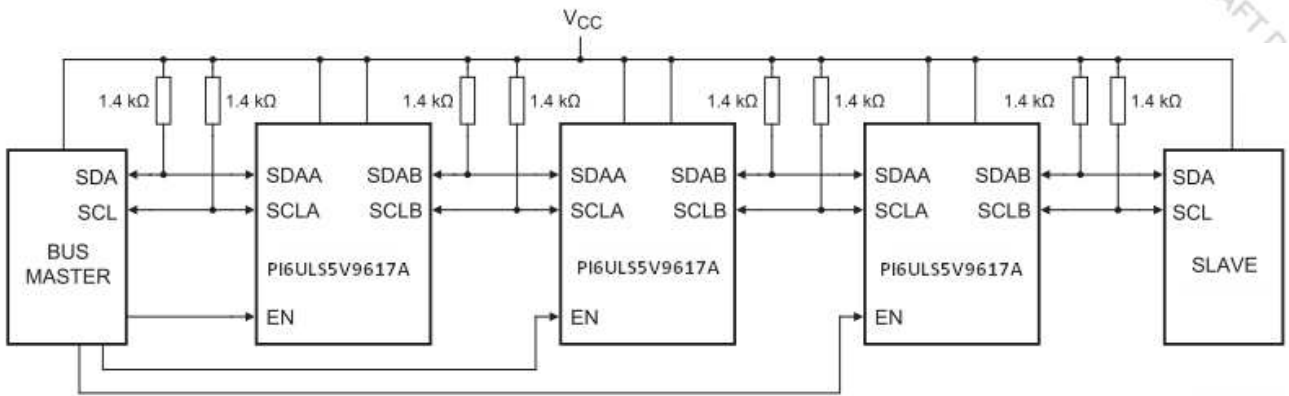 VCC
1.4 kΩ 1.4 kΩ 1.4 kΩ 1.4 kΩ 1.4 kΩ 1.4 kΩ 1.4 kΩ 1.4 kΩ
SDA SDAA SDAB SDAA SDAB SDAA SDAB SDA
SCL SCLA SCLB SCLA SCLB SCLA SCLB SCL
BUS
MASTER
PI6ULS5V9617A PI6ULS5V9617A PI6ULS5V9617A
SLAVE
EN EN EN